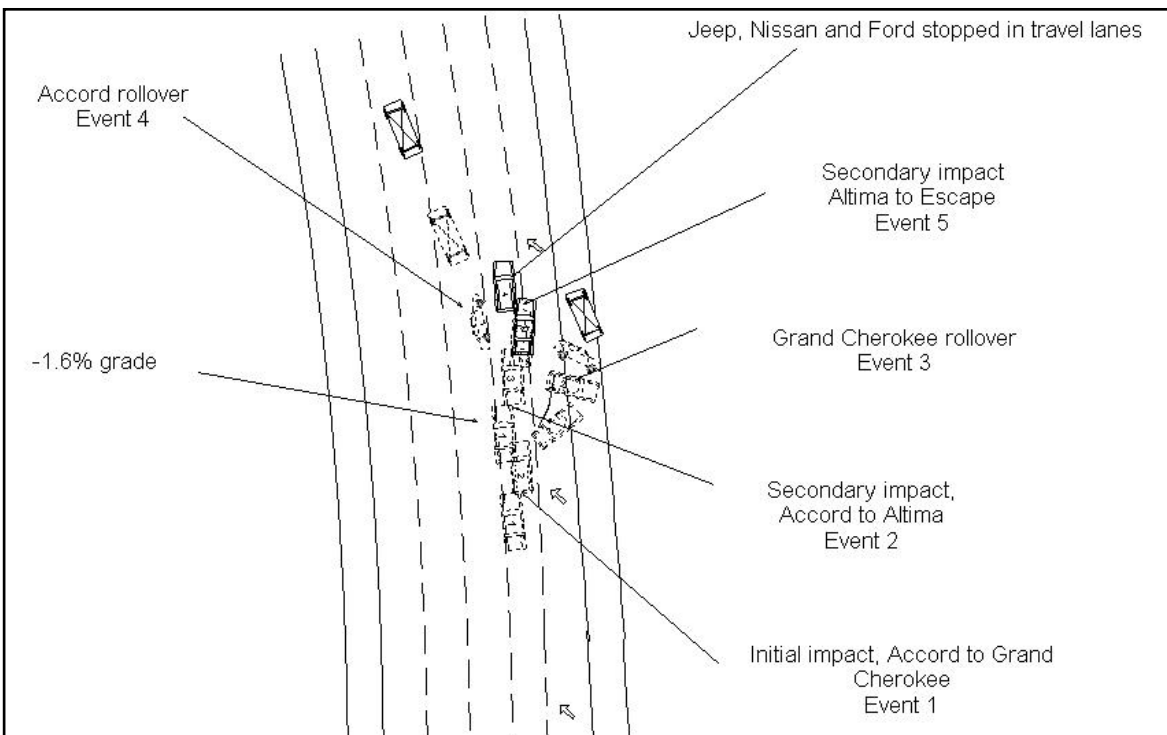 Jeep, Nissan and Ford stopped in travel lanes
Accord rollover
Event 4
Secondary impact
Altima to Escape
Event 5
Grand Cherokee rollover
Event 3
-1.6% grade
Secondary impact,
Accord to Altima
Event 2
Initial impact, Accord to Grand
Cherokee
Event 1